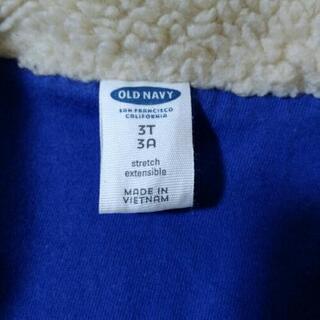 OLD NAVY
SAN FRANCISCO
CALIFORNIA
3T
3A
stretch
extensible
MADE IN
VIETNAM